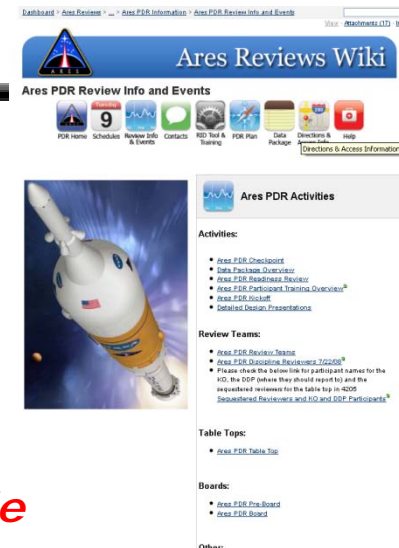 Dashboard > Ares Reviews > ... > Ares PDR Information > Ares PDR Review Info and Events
View Attachments (17)
ARES
Ares Reviews Wiki
Ares PDR Review Info and Events
Tuesday
9
PDR Home Schedules Review Info & Events Contacts RID Tool & Training PDR Plan Data Package Directions & Help
Directions & Access Information
Ares PDR Activities
Activities:
Ares PDR Checkpoint
Data Package Overview
Ares PDR Readiness Review
Ares PDR Participant Training Overview
Ares PDR Kickoff
Detailed Design Presentations
Review Teams:
Ares PDR Review Teams
Ares PDR Discipline Reviewers 7/22/08
Please check the below link for participant names for the
KO, the DDP (where they should report to) and the
sequestered reviewers for the table top in 4205
Sequestered Reviewers and KO and DDP Participants
Table Tops:
Ares PDR Table Top
Boards:
Ares PDR Pre-Board
Ares PDR Board
e
Other: